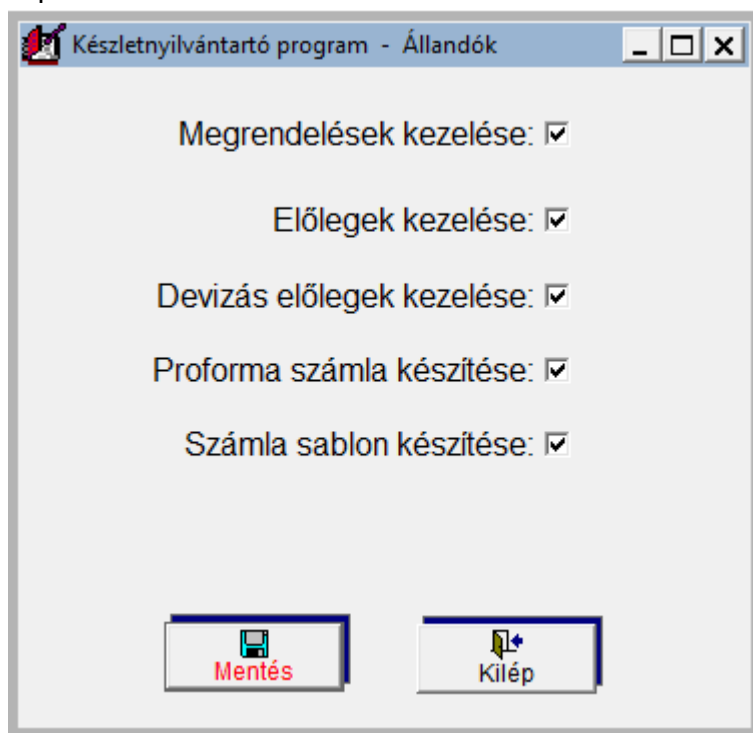 Készletnyilvántartó program - Állandók
Megrendelések kezelése:
Előlegek kezelése:
Devizás előlegek kezelése:
Proforma számla készítése:
Számla sablon készítése:
Mentés
Kilép